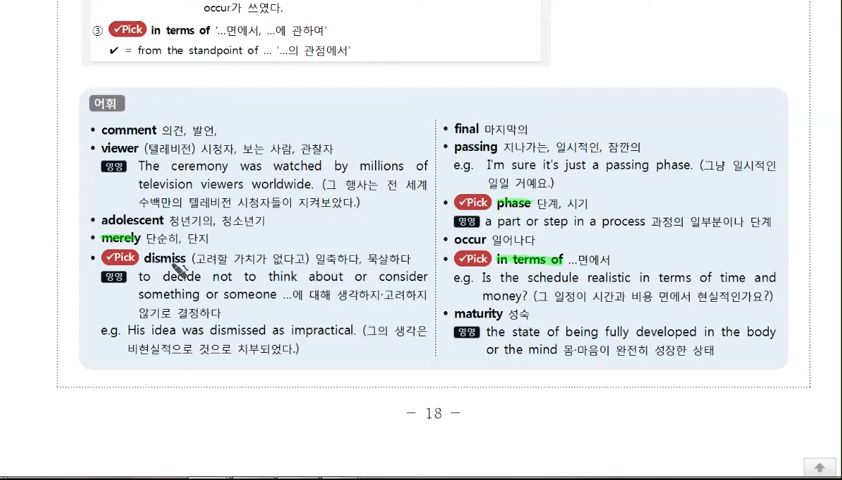 occur가 쓰였다.
③ ✔Pick in terms of ‘…면에서, …에 관하여’
✔ = from the standpoint of … ‘…의 관점에서’
어휘
• comment 의견, 발언,
• viewer (텔레비전) 시청자, 보는 사람, 관찰자
영영 The ceremony was watched by millions of
television viewers worldwide. (그 행사는 전 세계
수백만의 텔레비전 시청자들이 지켜보았다.)
• adolescent 청년기의, 청소년기
• merely 단순히, 단지
• ✔Pick dismiss (고려할 가치가 없다고) 일축하다, 묵살하다
영영 to decide not to think about or consider
something or someone …에 대해 생각하지·고려하지
않기로 결정하다
e.g. His idea was dismissed as impractical. (그의 생각은
비현실적으로 것으로 치부되었다.)
• final 마지막의
• passing 지나가는, 일시적인, 잠깐의
e.g. I'm sure it's just a passing phase. (그냥 일시적인
일일 거예요.)
• ✔Pick phase 단계, 시기
영영 a part or step in a process 과정의 일부분이나 단계
• occur 일어나다
• ✔Pick in terms of …면에서
e.g. Is the schedule realistic in terms of time and
money? (그 일정이 시간과 비용 면에서 현실적인가요?)
• maturity 성숙
영영 the state of being fully developed in the body
or the mind 몸·마음이 완전히 성장한 상태
− 18 −